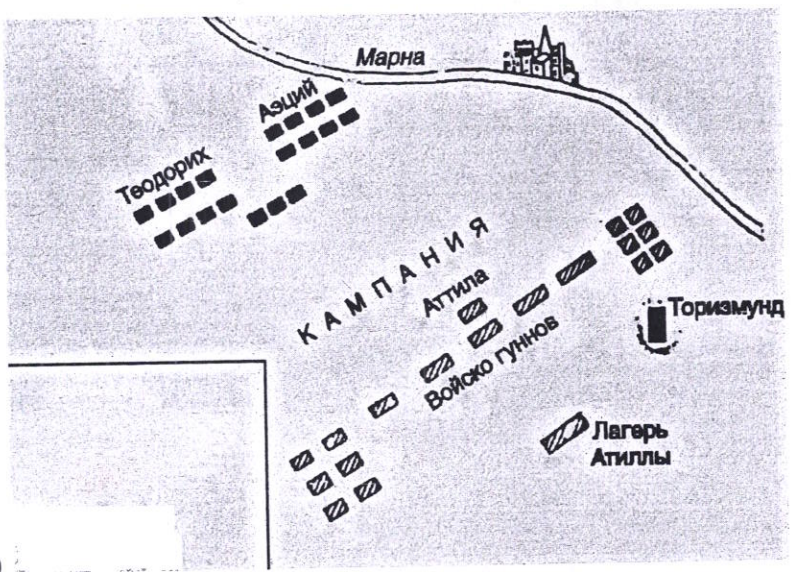 Марна
Аэций
Теодорих
КАМПАНИЯ
Аттила
Войско гуннов
Торизмунд
Лагерь
Атиллы